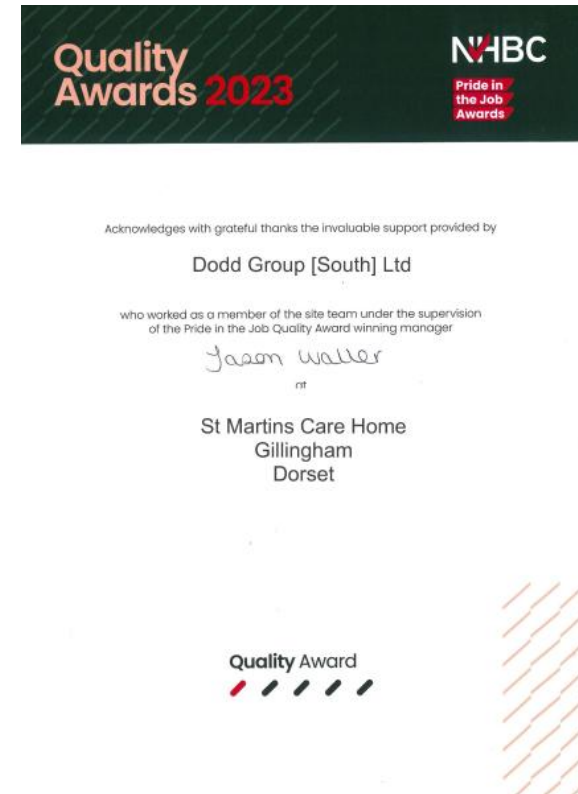 Quality
Awards 2023
NHBC
Pride in
the Job
Awards
Acknowledges with grateful thanks the invaluable support provided by
Dodd Group [South] Ltd
who worked as a member of the site team under the supervision
of the Pride in the Job Quality Award winning manager
Jason Waller
at
St Martins Care Home
Gillingham
Dorset
Quality Award